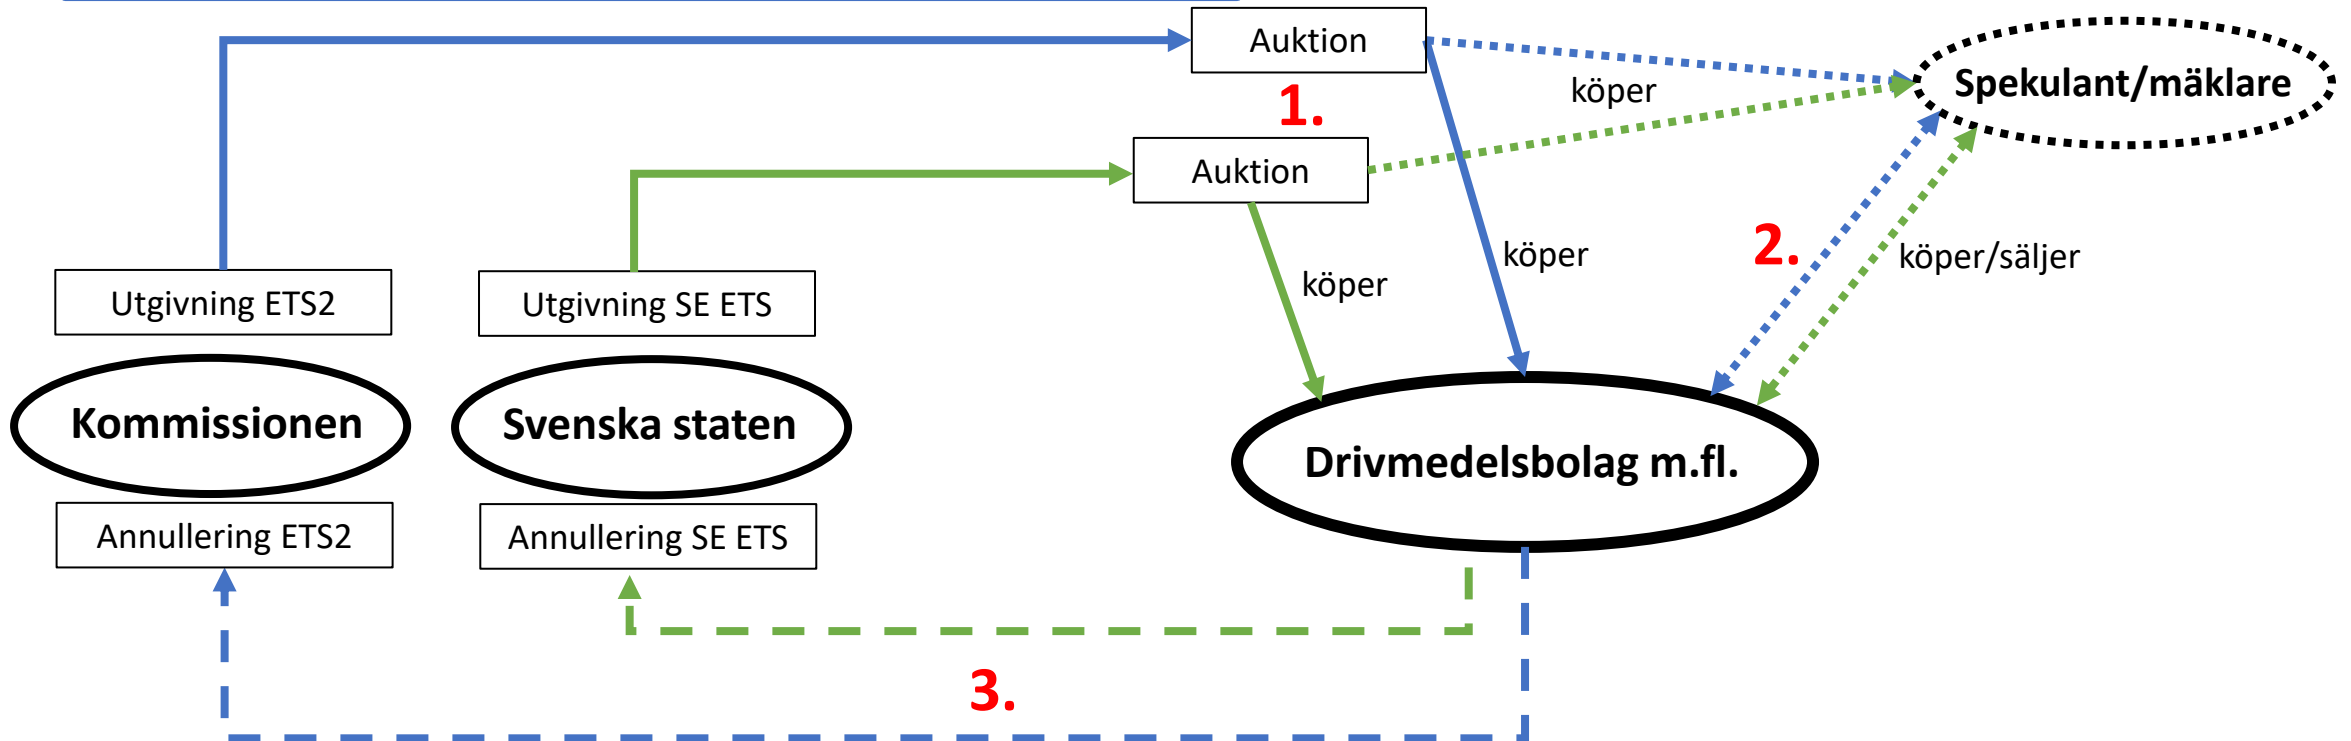 Auktion
Spekulant/mäklare
köper
1.
Auktion
köper
köper
2.
köper/säljer
Utgivning ETS2
Utgivning SE ETS
Kommissionen
Svenska staten
Drivmedelsbolag m.fl.
Annullering ETS2
Annullering SE ETS
3.